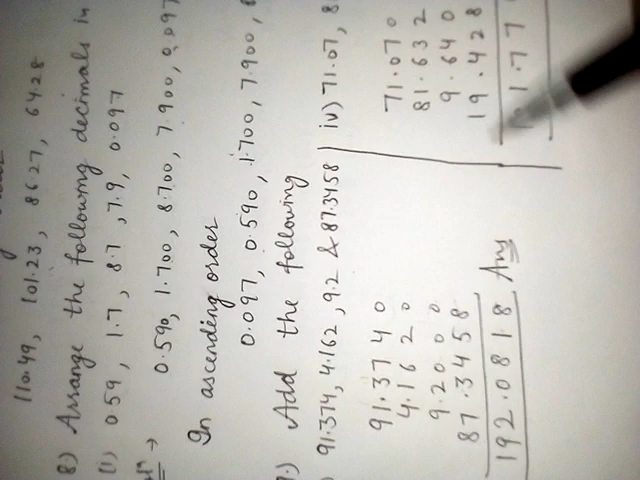 110.49, 101.23, 86.27, 64.28
8) Arrange the following decimals in
(i) 0.59, 1.7, 8.7, 7.9, 0.097
0.590, 1.700, 8.700, 7.900, 0.097
In ascending order
0.097, 0.590, 1.700, 7.900,
9.) Add the following
91.374, 4.162, 9.2 & 87.3458 | iv) 71.07, 8
91.3740
4.1620
9.2000
87.3458
192.0818 Ans
71.070
81.632
9.640
19.428
1.77